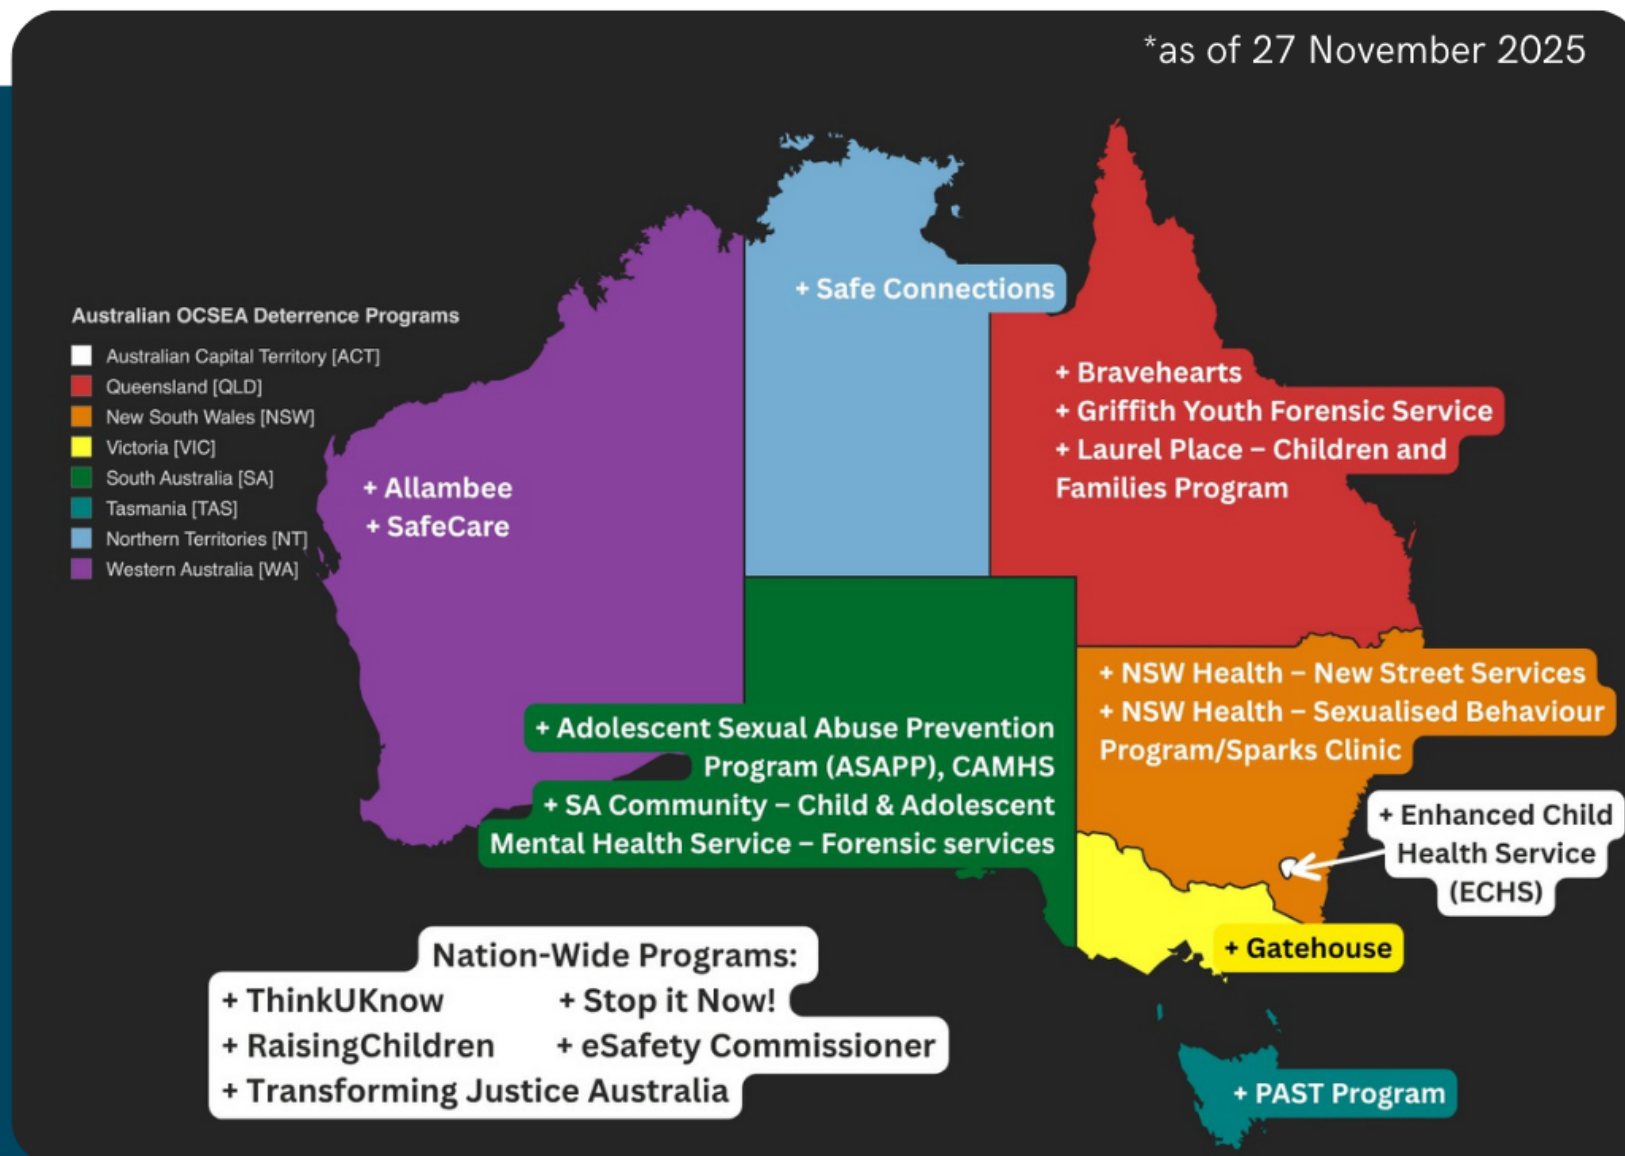 *as of 27 November 2025
Australian OCSEA Deterrence Programs
Australian Capital Territory [ACT]
Queensland [QLD]
New South Wales [NSW]
Victoria [VIC]
South Australia [SA]
Tasmania [TAS]
Northern Territories [NT]
Western Australia [WA]
+ Safe Connections
+ Bravehearts
+ Griffith Youth Forensic Service
+ Laurel Place – Children and
Families Program
+ Allambee
+ SafeCare
+ NSW Health – New Street Services
+ NSW Health – Sexualised Behaviour
Program/Sparks Clinic
+ Adolescent Sexual Abuse Prevention
Program (ASAPP), CAMHS
+ SA Community – Child & Adolescent
Mental Health Service – Forensic services
+ Enhanced Child
Health Service
(ECHS)
+ Gatehouse
Nation-Wide Programs:
+ ThinkUKnow + Stop it Now!
+ RaisingChildren + eSafety Commissioner
+ Transforming Justice Australia
+ PAST Program